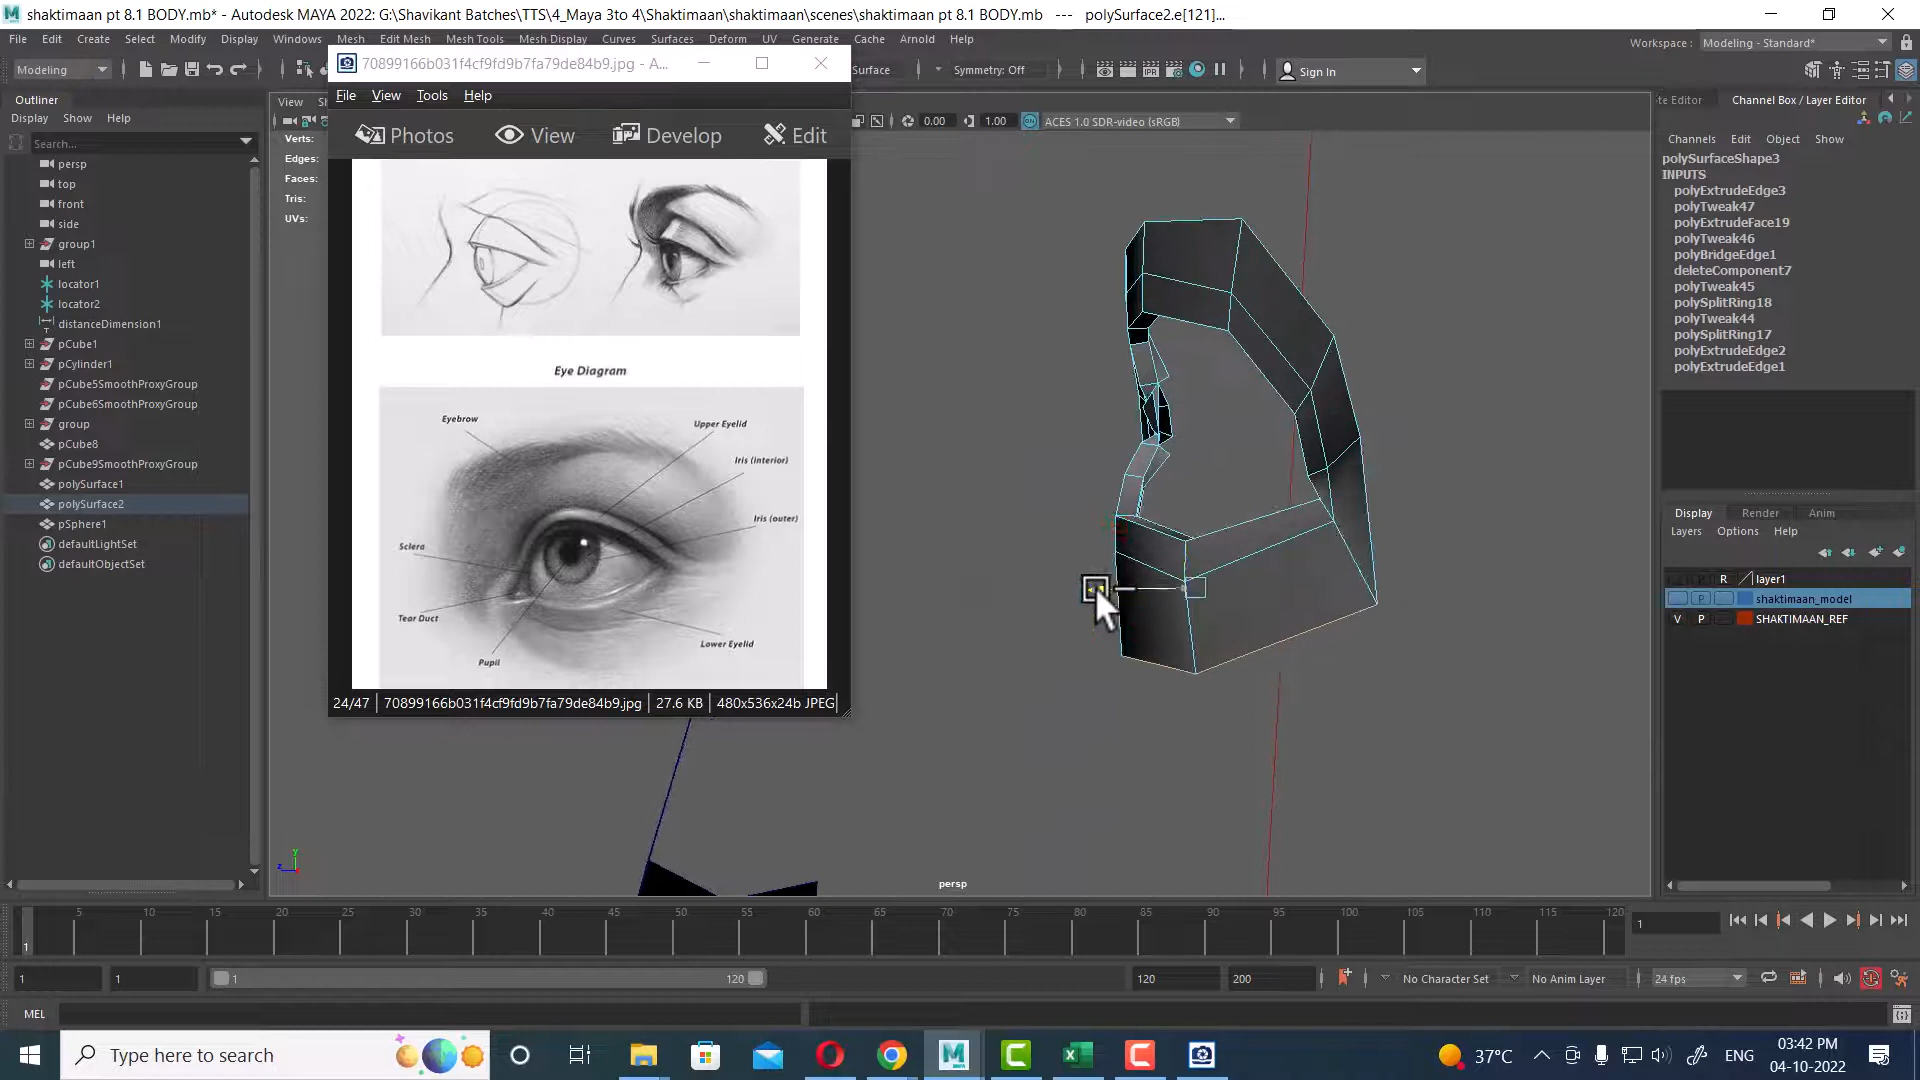 shaktimaan pt 8.1 BODY.mb* - Autodesk MAYA 2022: G:\Shavikant Batches\TTS\4_Maya 3to 4\Shaktimaan\shaktimaan\scenes\shaktimaan pt 8.1 BODY.mb --- polySurface2.e[121]...
File Edit Create Select Modify Display Windows Mesh Edit Mesh Mesh Tools Mesh Display Curves Surfaces Deform UV Generate Cache Arnold Help
Workspace : Modeling - Standard*
Modeling
Surface
Symmetry: Off
Sign In
70899166b031f4cf9fd9b7fa79de84b9.jpg - A...
File View Tools Help
Photos View Develop Edit
Eye Diagram
Eyebrow
Upper Eyelid
Iris (interior)
Iris (outer)
Sclera
Tear Duct
Lower Eyelid
Pupil
24/47 70899166b031f4cf9fd9b7fa79de84b9.jpg 27.6 KB 480x536x24b JPEG
Outliner
Display Show Help
Search...
persp
top
front
side
group1
left
locator1
locator2
distanceDimension1
pCube1
pCylinder1
pCube5SmoothProxyGroup
pCube6SmoothProxyGroup
group
pCube8
pCube9SmoothProxyGroup
polySurface1
polySurface2
pSphere1
defaultLightSet
defaultObjectSet
View
Verts:
Edges:
Faces:
Tris:
UVs:
0.00 1.00 ON ACES 1.0 SDR-video (sRGB)
y
z
persp
te Editor Channel Box / Layer Editor
Channels Edit Object Show
polySurfaceShape3
INPUTS
polyExtrudeEdge3
polyTweak47
polyExtrudeFace19
polyTweak46
polyBridgeEdge1
deleteComponent7
polyTweak45
polySplitRing18
polyTweak44
polySplitRing17
polyExtrudeEdge2
polyExtrudeEdge1
Display Render Anim
Layers Options Help
R layer1
P shaktimaan_model
V P SHAKTIMAAN_REF
5 10 15 20 25 30 35 40 45 50 55 60 65 70 75 80 85 90 95 100 105 110 115 120
1
1
1 1 1 120 120 200 No Character Set No Anim Layer 24 fps
MEL
Type here to search
37°C ENG 03:42 PM
04-10-2022